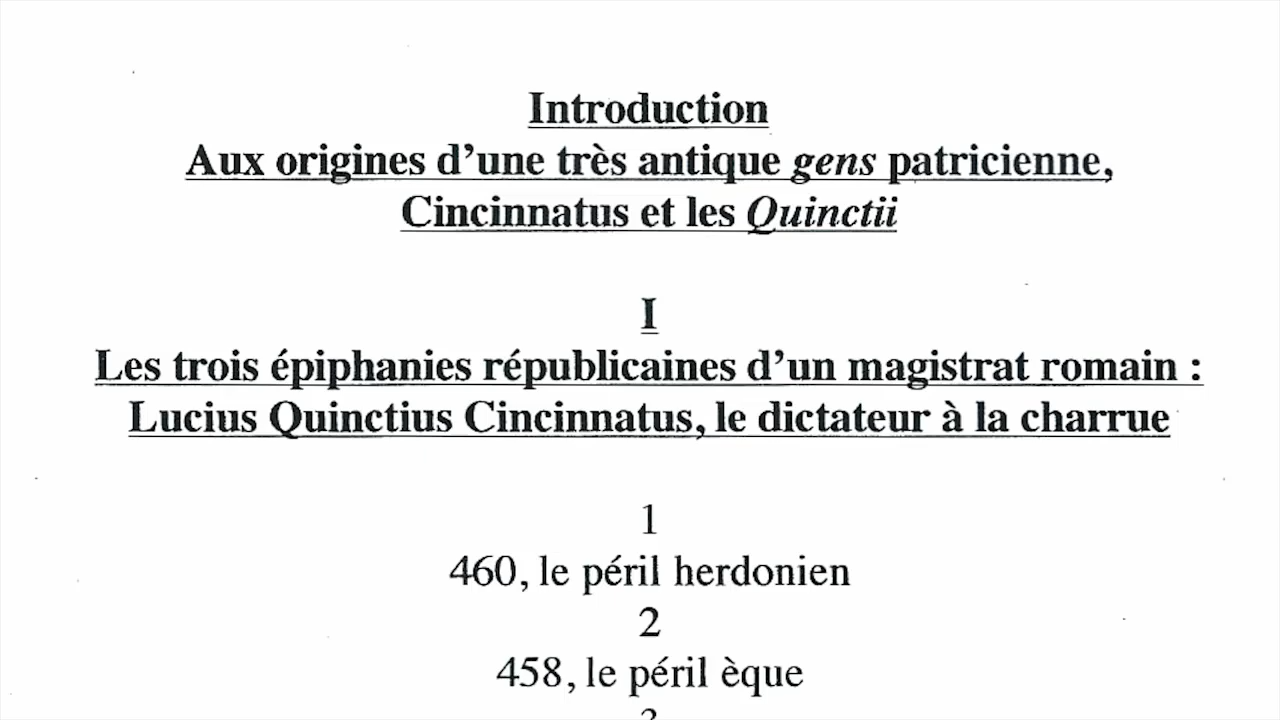 Introduction
Aux origines d’une très antique gens patricienne,
Cincinnatus et les Quinctii
I
Les trois épiphanies républicaines d’un magistrat romain :
Lucius Quinctius Cincinnatus, le dictateur à la charrue
1
460, le péril herdonien
2
458, le péril èque
3